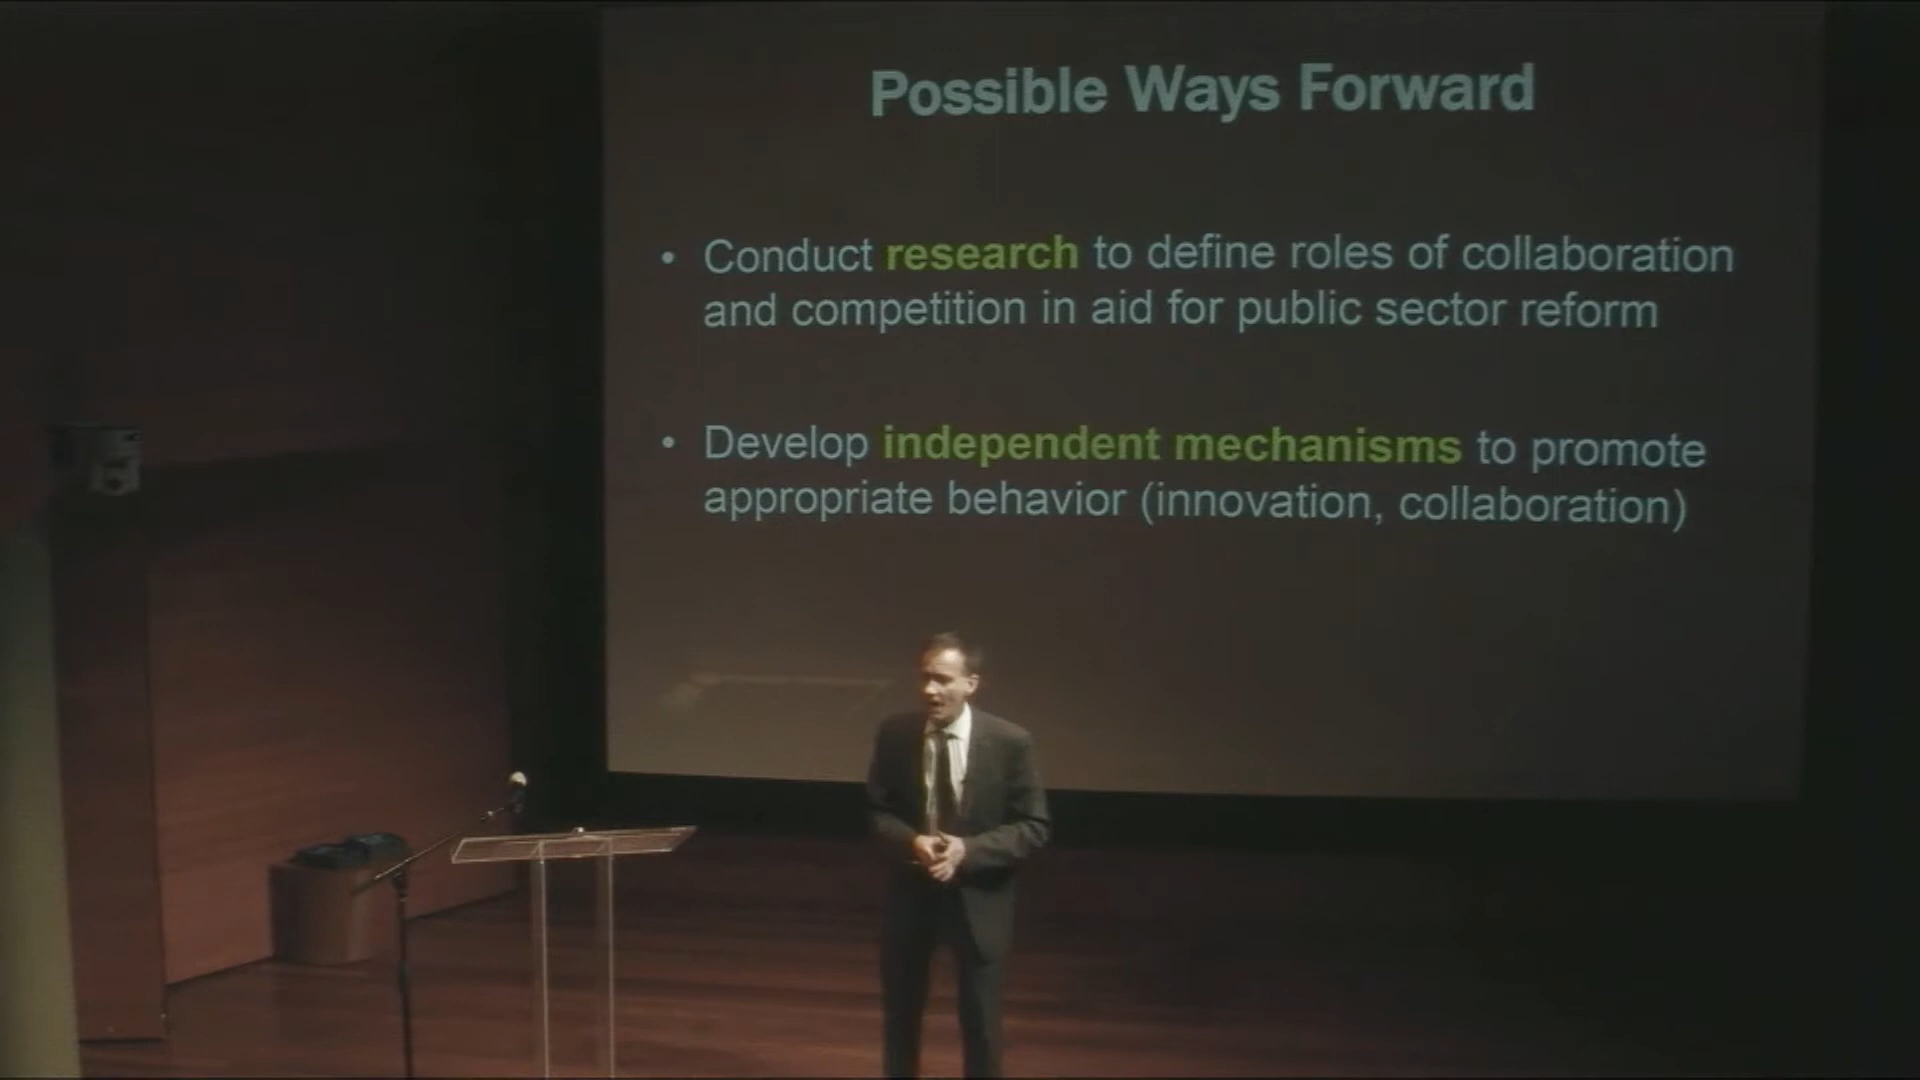 Possible Ways Forward
• Conduct research to define roles of collaboration
and competition in aid for public sector reform
• Develop independent mechanisms to promote
appropriate behavior (innovation, collaboration)